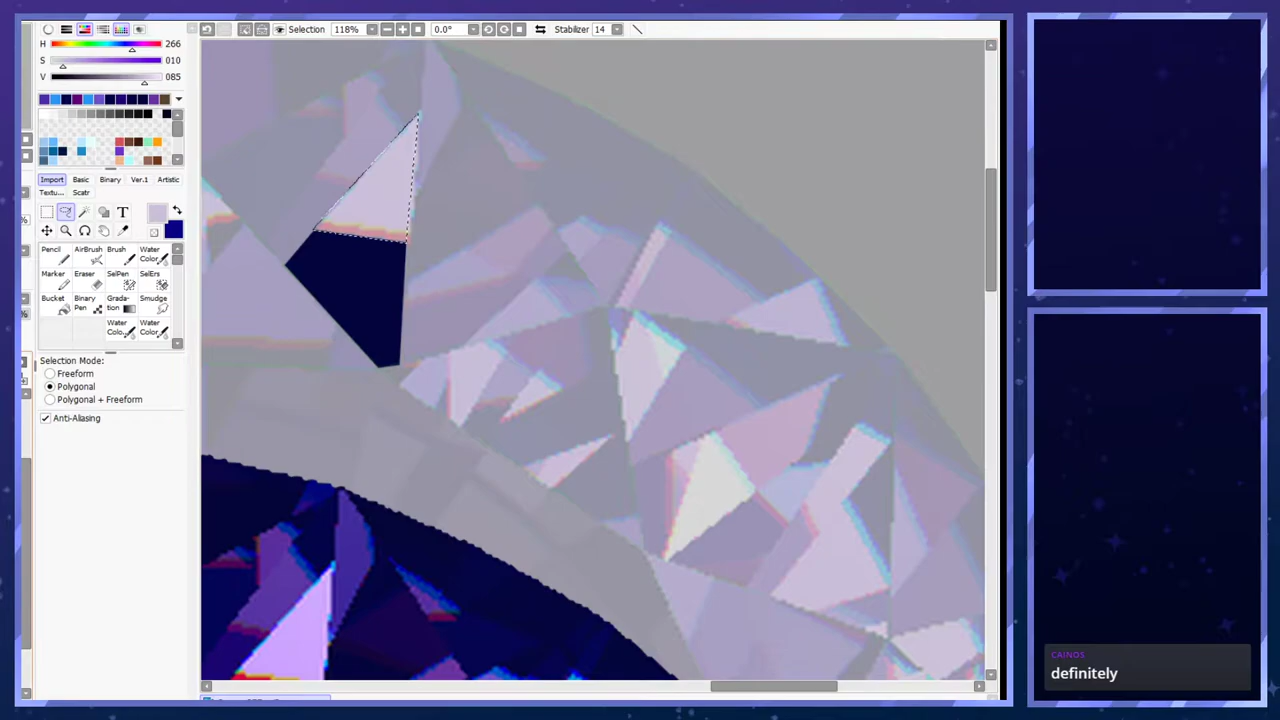 Selection
118%
0.0°
Stabilizer 14
H 266
S 010
V 085
Import Basic Binary Ver.1 Artistic
Textu... Scatr
T
Pencil AirBrush Brush Water Color
Marker Eraser SelPen SelErs
Bucket Binary Pen Grada-tion Smudge
Water Colo... Water Color
Selection Mode:
Freeform
Polygonal
Polygonal + Freeform
Anti-Aliasing
CAINOS
definitely